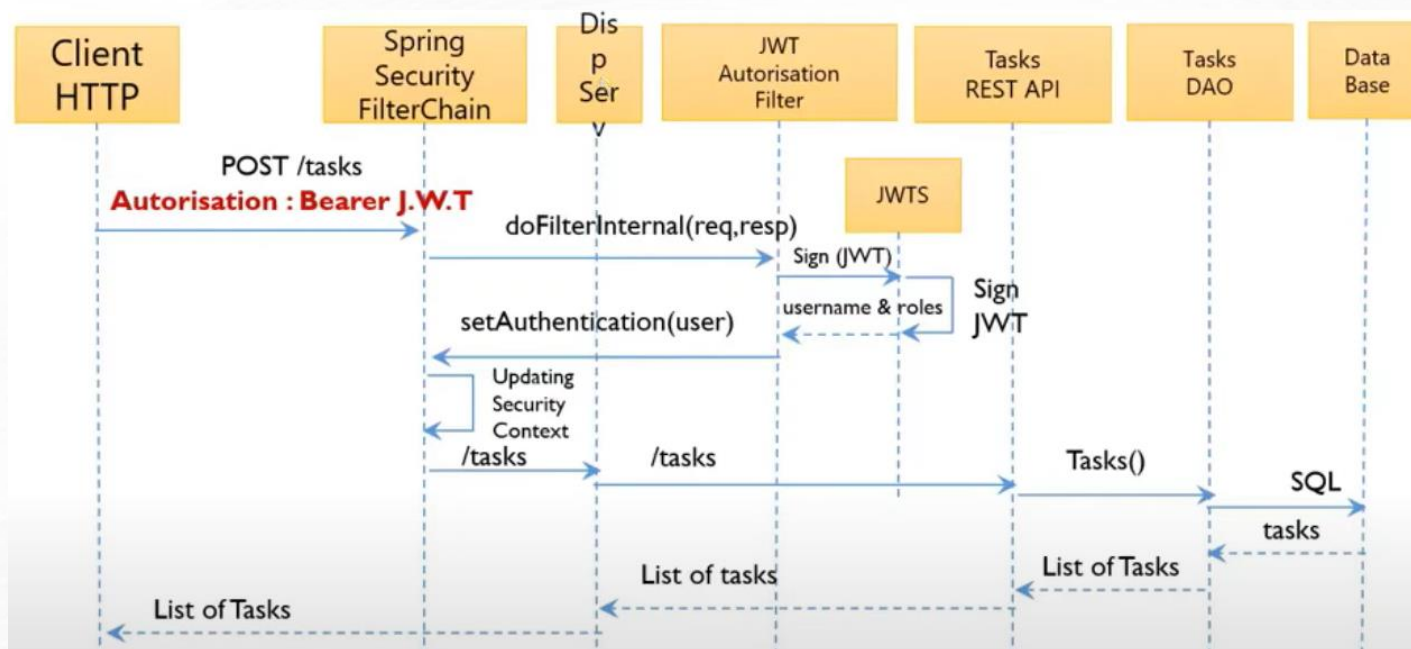 Client
HTTP
Spring
Security
FilterChain
Dis
p
Ser
v
JWT
Autorisation
Filter
Tasks
REST API
Tasks
DAO
Data
Base
JWTS
POST /tasks
Autorisation : Bearer J.W.T
doFilterInternal(req,resp)
Sign (JWT)
Sign
JWT
username & roles
setAuthentication(user)
Updating
Security
Context
/tasks
/tasks
Tasks()
SQL
tasks
List of Tasks
List of tasks
List of Tasks